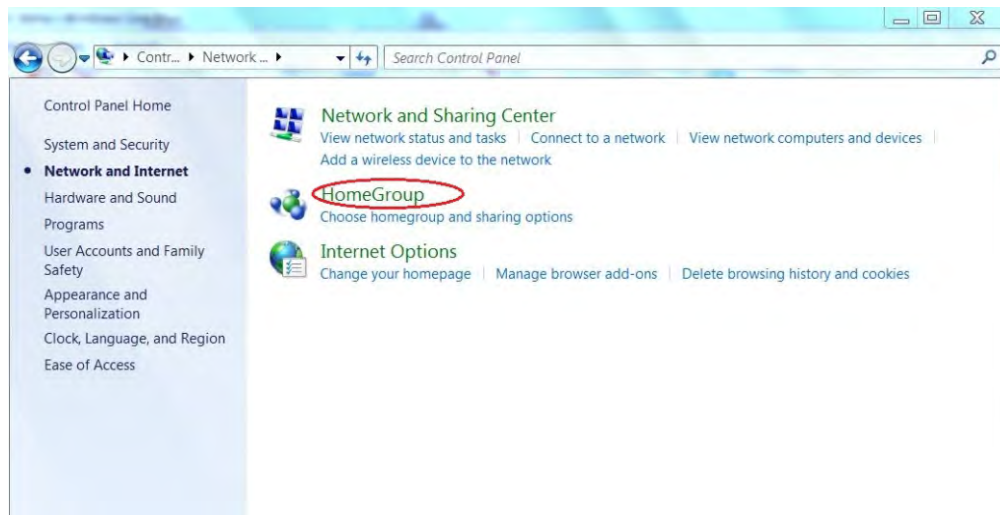 Contr... Network ...
Search Control Panel
Control Panel Home
System and Security
Network and Internet
Hardware and Sound
Programs
User Accounts and Family
Safety
Appearance and
Personalization
Clock, Language, and Region
Ease of Access
Network and Sharing Center
View network status and tasks Connect to a network View network computers and devices
Add a wireless device to the network
HomeGroup
Choose homegroup and sharing options
Internet Options
Change your homepage Manage browser add-ons Delete browsing history and cookies